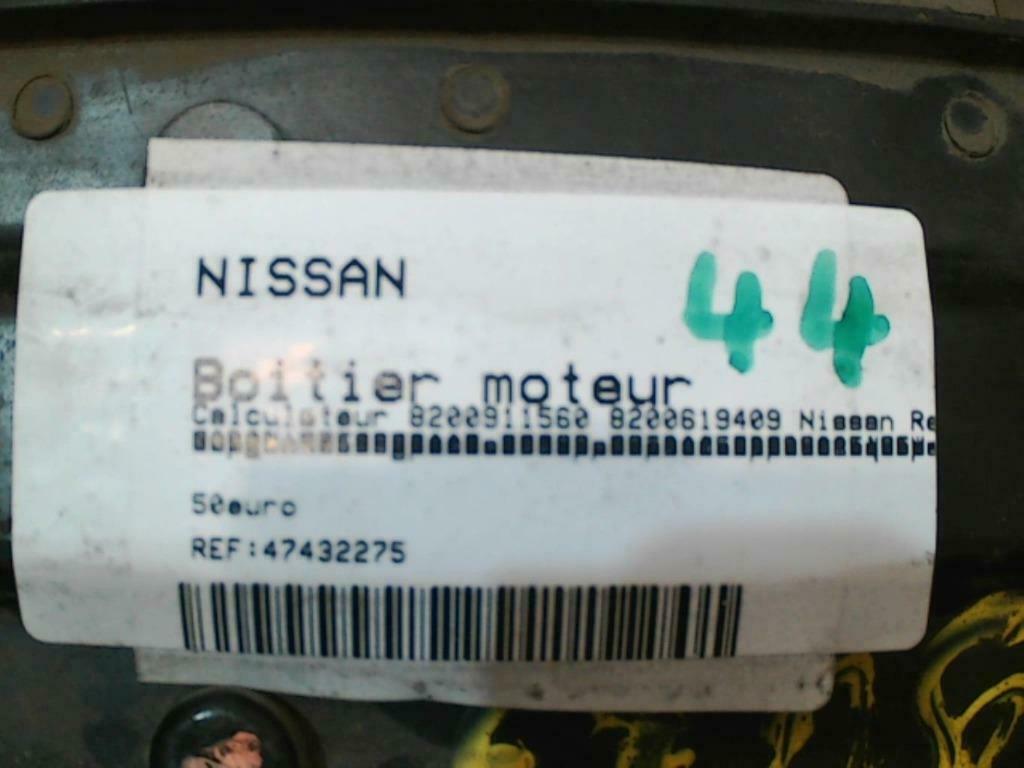 NISSAN
44
Boitier moteur
Calculateur 8200911560 8200619409 Nissan Re
50euro
REF:47432275